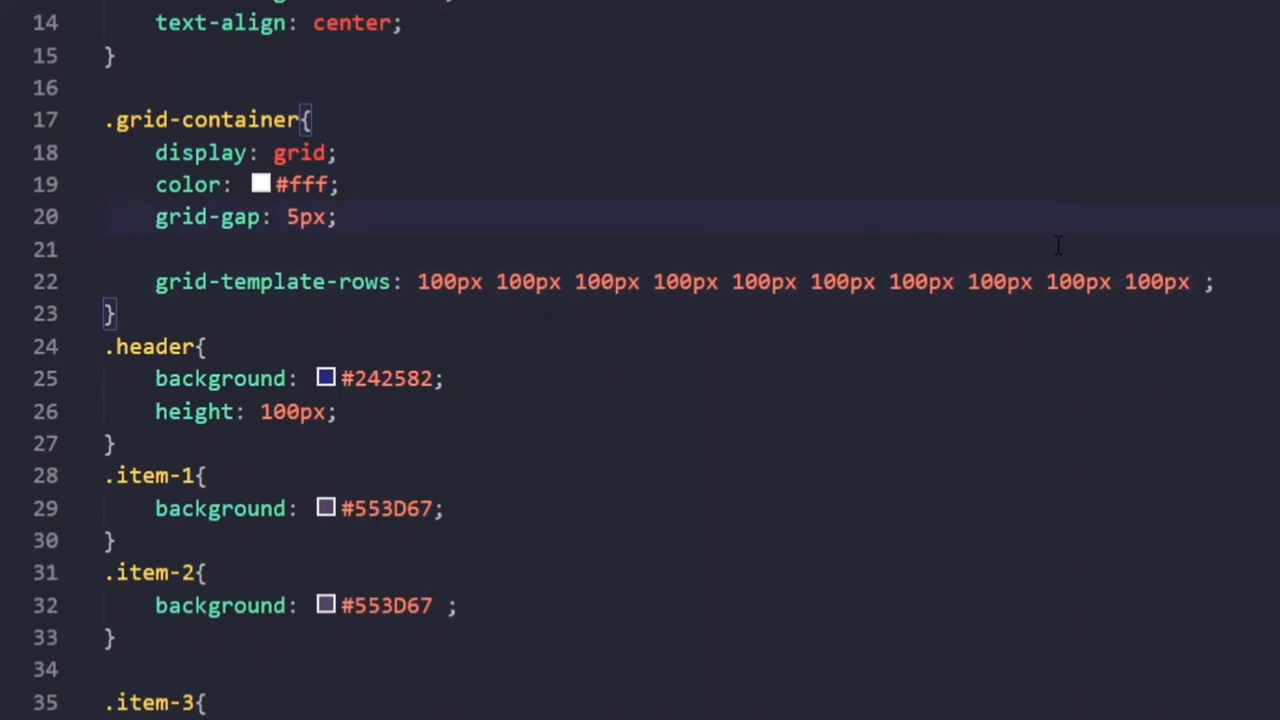 14 text-align: center;
15 }
16
17 .grid-container{
18 display: grid;
19 color: #fff;
20 grid-gap: 5px;
21
22 grid-template-rows: 100px 100px 100px 100px 100px 100px 100px 100px 100px 100px ;
23 }
24 .header{
25 background: #242582;
26 height: 100px;
27 }
28 .item-1{
29 background: #553D67;
30 }
31 .item-2{
32 background: #553D67 ;
33 }
34
35 .item-3{